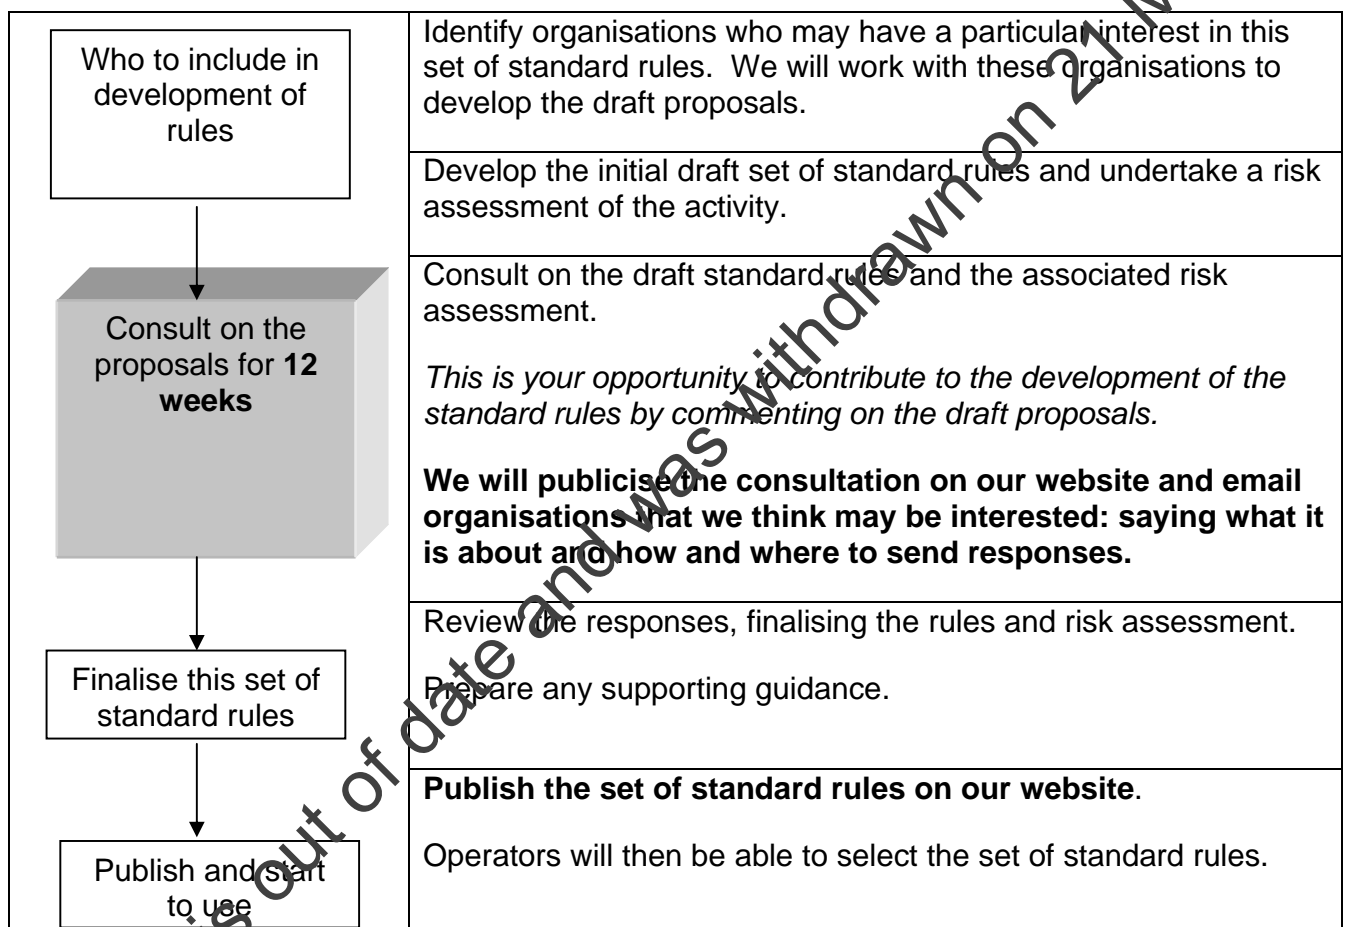 Who to include in
development of
rules
Identify organisations who may have a particular interest in this
set of standard rules.  We will work with these organisations to
develop the draft proposals.
Develop the initial draft set of standard rules and undertake a risk
assessment of the activity.
Consult on the
proposals for 12
weeks
Consult on the draft standard rules and the associated risk
assessment.
This is your opportunity to contribute to the development of the
standard rules by commenting on the draft proposals.
We will publicise the consultation on our website and email
organisations that we think may be interested: saying what it
is about and how and where to send responses.
Finalise this set of
standard rules
Review the responses, finalising the rules and risk assessment.
Prepare any supporting guidance.
Publish and start
to use
Publish the set of standard rules on our website.
Operators will then be able to select the set of standard rules.
is out of date and was withdrawn on 21